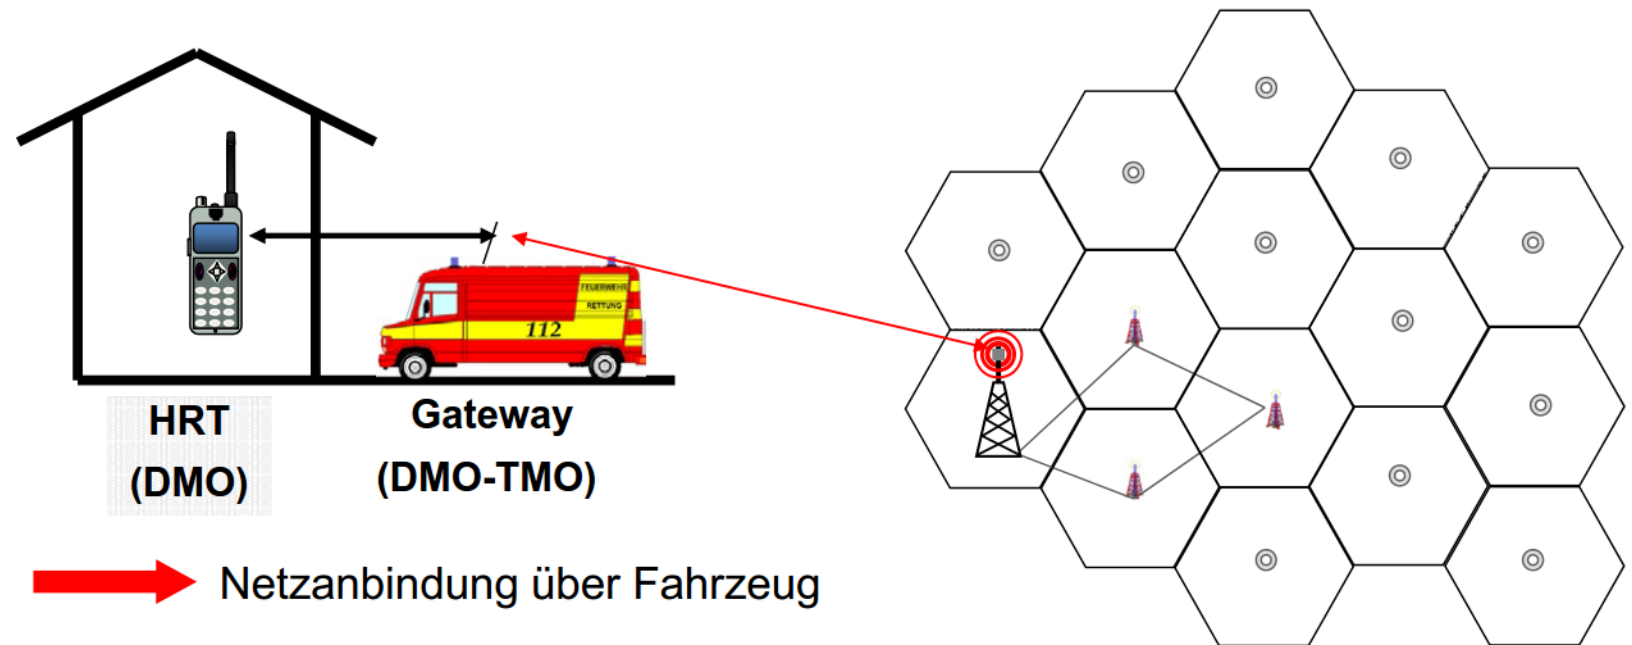 FEUERWEHR
RETTUNG
112
HRT
(DMO)
Gateway
(DMO-TMO)
Netzanbindung über Fahrzeug